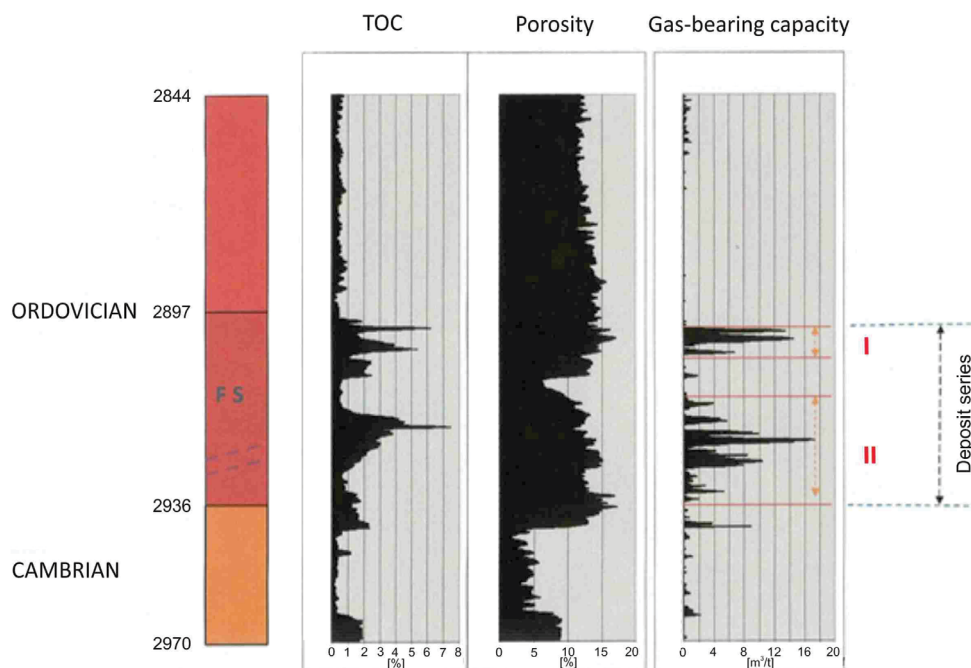 TOC
Porosity
Gas-bearing capacity
2844
ORDOVICIAN
2897
F S
2936
CAMBRIAN
2970
I
II
Deposit series
0 1 2 3 4 5 6 7 8
[%]
0 5 10 15 20
[%]
0 4 8 12 16 20
[m³/t]